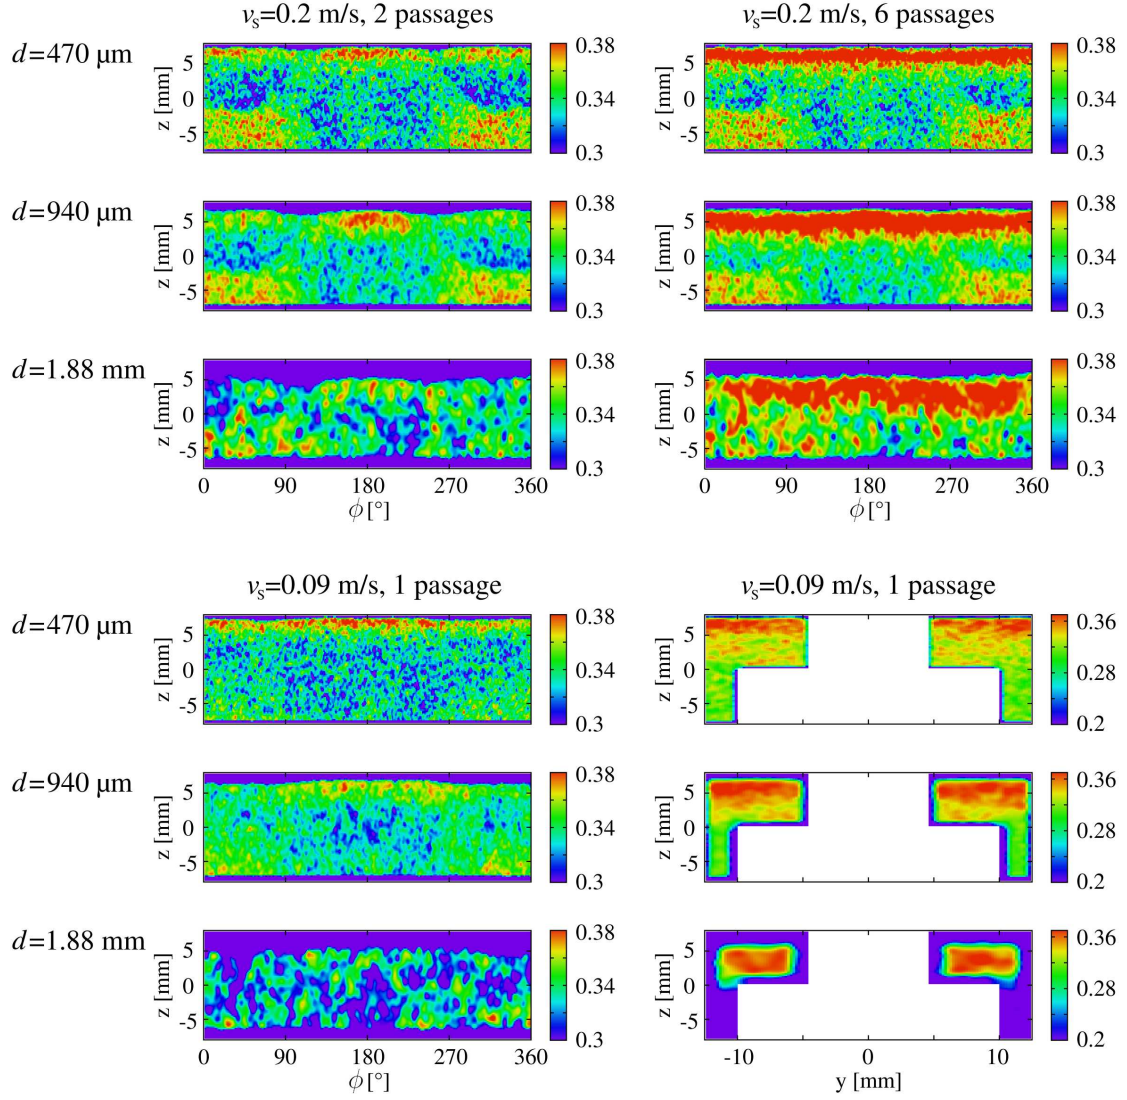 vs=0.2 m/s, 2 passages vs=0.2 m/s, 6 passages
d=470 µm z [mm] 5 0 -5 0.38 0.34 0.3 z [mm] 5 0 -5 0.38 0.34 0.3
d=940 µm z [mm] 5 0 -5 0.38 0.34 0.3 z [mm] 5 0 -5 0.38 0.34 0.3
d=1.88 mm z [mm] 5 0 -5 0.38 0.34 0.3 z [mm] 5 0 -5 0.38 0.34 0.3
0 90 180 270 360 0 90 180 270 360
ϕ[°] ϕ[°]
vs=0.09 m/s, 1 passage vs=0.09 m/s, 1 passage
d=470 µm z [mm] 5 0 -5 0.38 0.34 0.3 z [mm] 5 0 -5 0.36 0.28 0.2
d=940 µm z [mm] 5 0 -5 0.38 0.34 0.3 z [mm] 5 0 -5 0.36 0.28 0.2
d=1.88 mm z [mm] 5 0 -5 0.38 0.34 0.3 z [mm] 5 0 -5 0.36 0.28 0.2
0 90 180 270 360 -10 0 10
ϕ[°] y [mm]